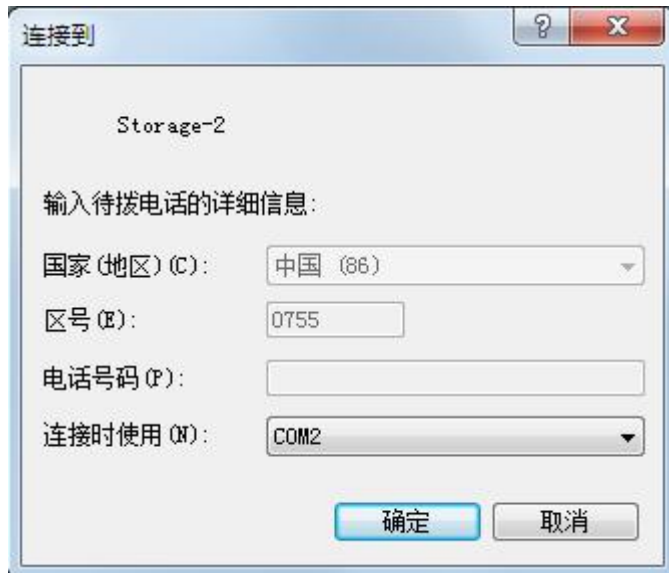 连接到
Storage-2
输入待拨电话的详细信息:
国家(地区)(C): 中国 (86)
区号(E): 0755
电话号码(P):
连接时使用(N): COM2
确定 取消